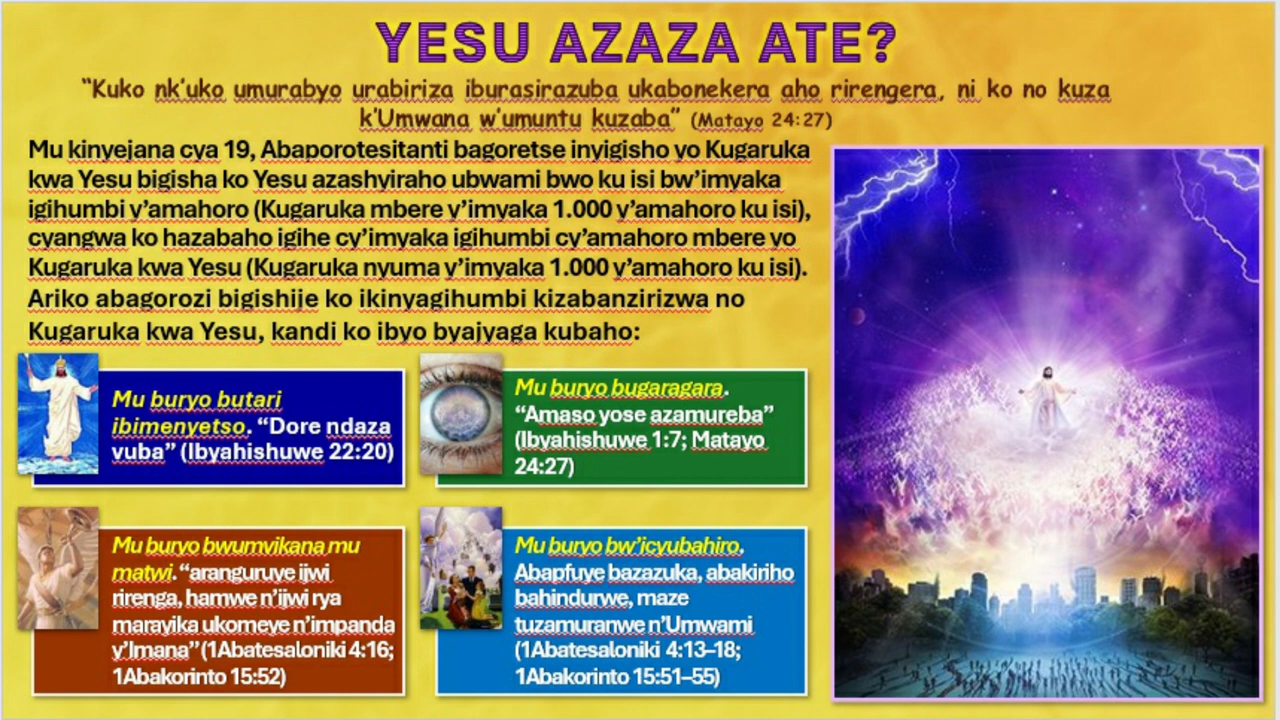 YESU AZAZA ATE?
“Kuko nk’uko umurabyo urabiriza iburasirazuba ukabonekera aho rirengera, ni ko no kuza
k’Umwana w’umuntu kuzaba” (Matayo 24:27)
Mu kinyejana cya 19, Abaporotesitanti bagoretse inyigisho yo Kugaruka
kwa Yesu bigisha ko Yesu azashyiraho ubwami bwo ku isi bw’imyaka
igihumbi y’amahoro (Kugaruka mbere y’imyaka 1.000 y’amahoro ku isi),
cyangwa ko hazabaho igihe cy’imyaka igihumbi cy’amahoro mbere yo
Kugaruka kwa Yesu (Kugaruka nyuma y’imyaka 1.000 y’amahoro ku isi).
Ariko abagorozi bigishije ko ikinyagihumbi kizabanzirizwa no
Kugaruka kwa Yesu, kandi ko ibyo byajyaga kubaho:
Mu buryo butari
ibimenyetso. “Dore ndaza
vuba” (Ibyahishuwe 22:20)
Mu buryo bugaragara.
“Amaso yose azamureba”
(Ibyahishuwe 1:7; Matayo
24:27)
Mu buryo bwumvikana mu
matwi. “aranguruye ijwi
rirenga, hamwe n’ijwi rya
marayika ukomeye n’impanda
y’Imana” (1Abatesaloniki 4:16;
1Abakorinto 15:52)
Mu buryo bw’icyubahiro.
Abapfuye bazazuka, abakiriho
bahindurwe, maze
tuzamuranwe n’Umwami
(1Abatesaloniki 4:13–18;
1Abakorinto 15:51–55)